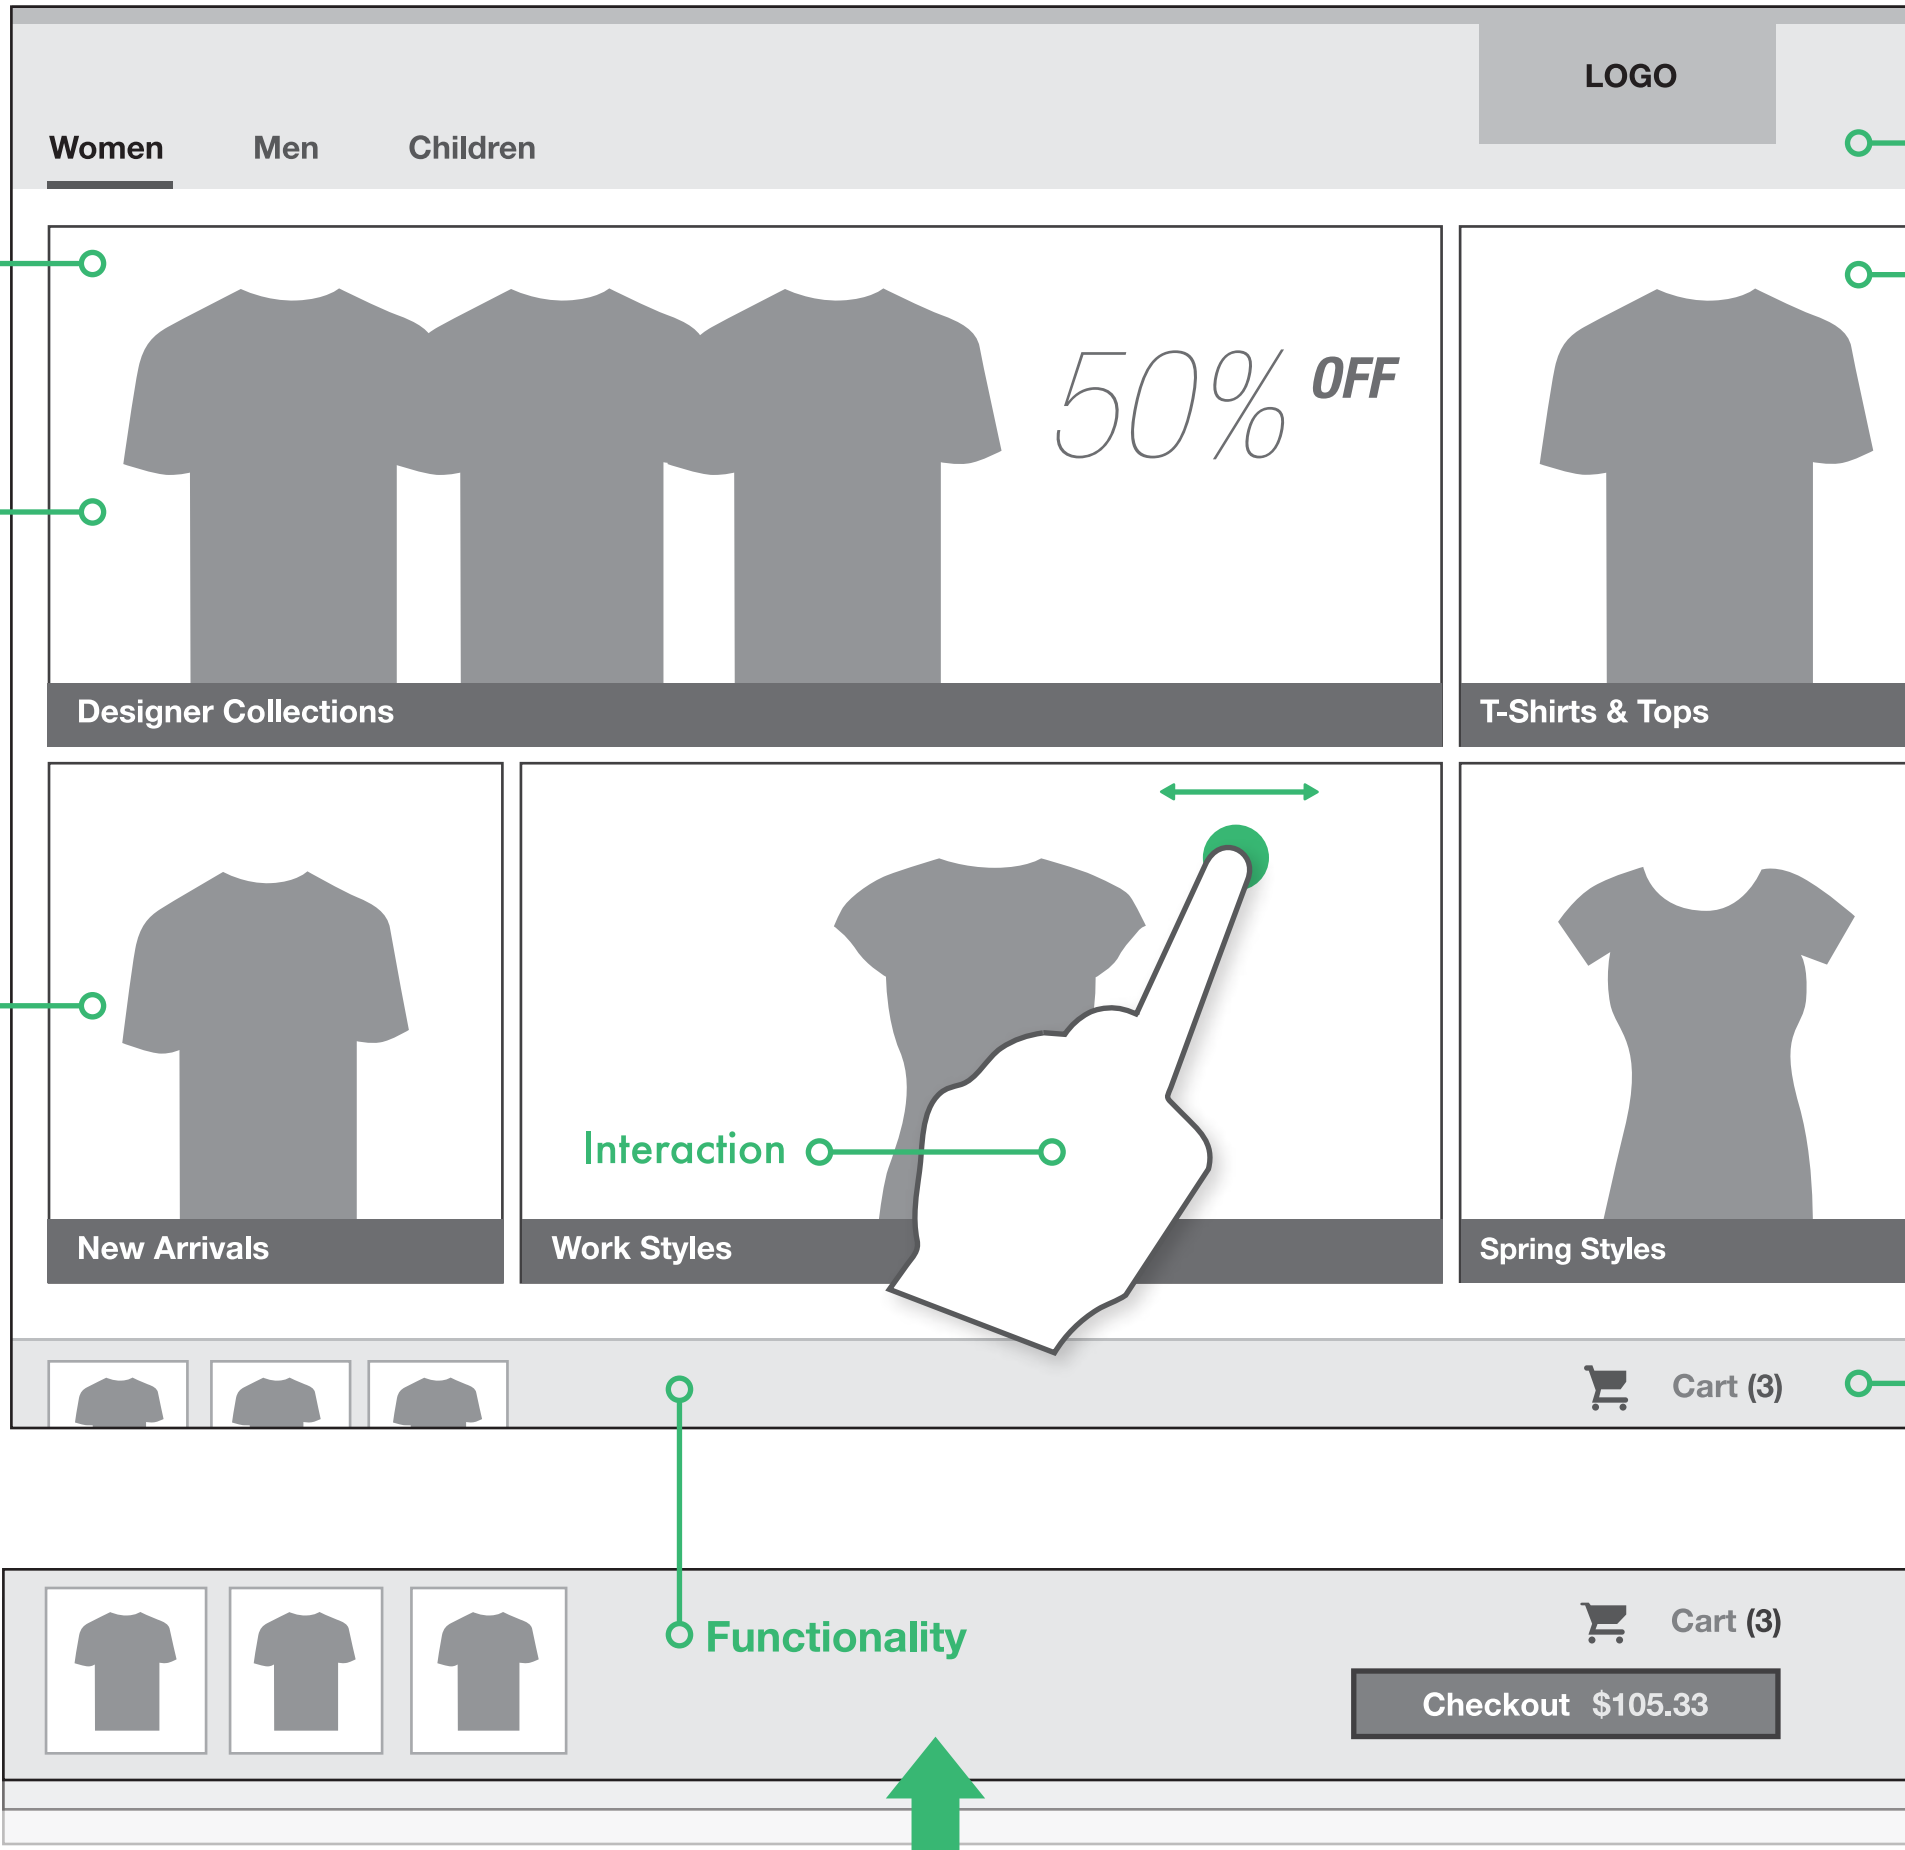 LOGO
Women Men Children
50% OFF
Designer Collections
T-Shirts & Tops
Interaction
New Arrivals
Work Styles
Spring Styles
Cart (3)
Functionality
Cart (3)
Checkout $105.33